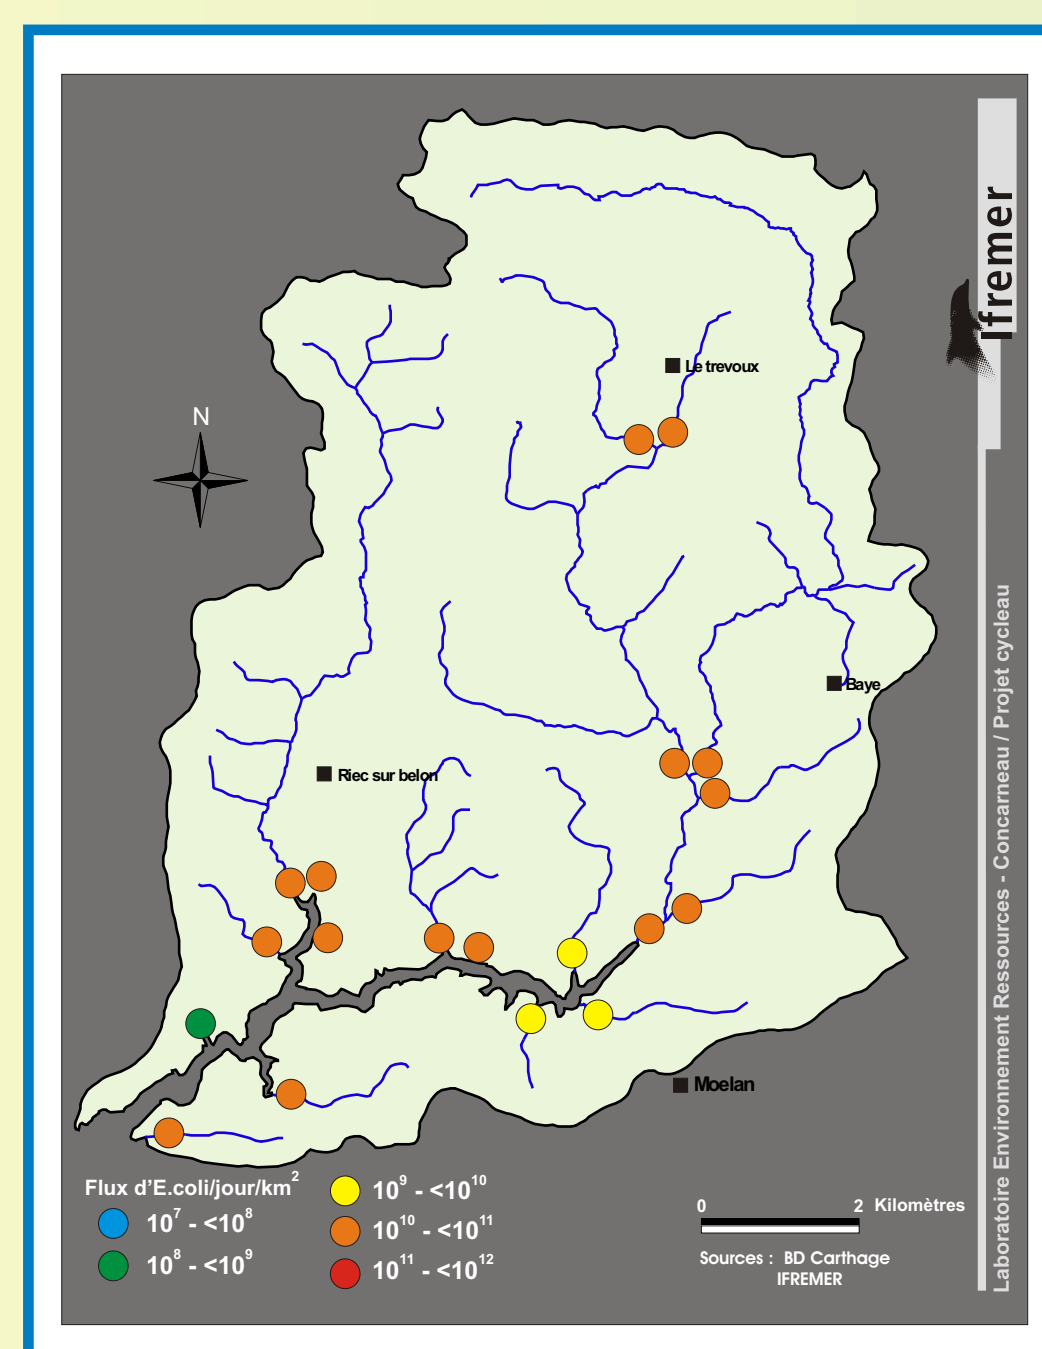 Ifremer
Le trevoux
N
Baye
Riec sur belon
Moelan
Flux d'E.coli/jour/km²
10⁷ - <10⁸
10⁸ - <10⁹
10⁹ - <10¹⁰
10¹⁰ - <10¹¹
10¹¹ - <10¹²
0 2 Kilomètres
Sources : BD Carthage
IFREMER
Laboratoire Environnement Ressources - Concarneau / Projet cycleau